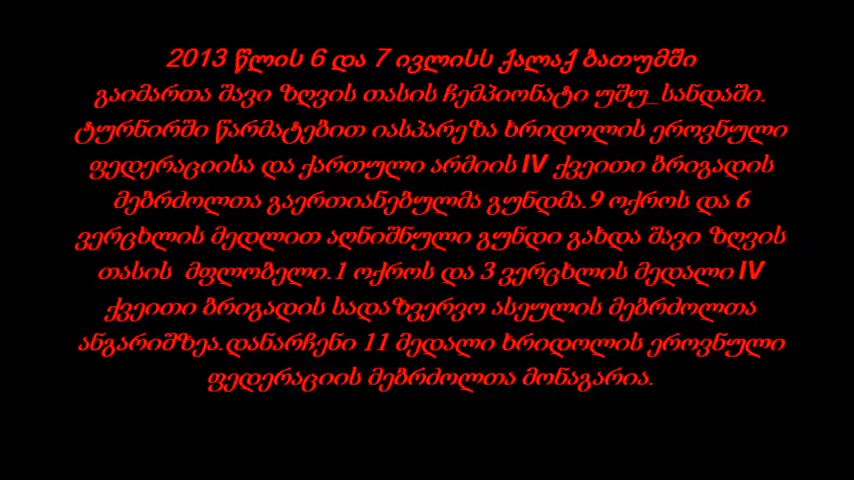 2013 წლის 6 და 7 ივლისს ქალაქ ბათუმში
გაიმართა შავი ზღვის თასის ჩემპიონატი უშუ_სანდაში.
ტურნირში წარმატებით იასპარეზა ხრიდოლის ეროვნული
ფედერაციისა და ქართული არმიის IV ქვეითი ბრიგადის
მებრძოლთა გაერთიანებულმა გუნდმა.9 ოქროს და 6
ვერცხლის მედლით აღნიშნული გუნდი გახდა შავი ზღვის
თასის  მფლობელი.1 ოქროს და 3 ვერცხლის მედალი IV
ქვეითი ბრიგადის სადაზვერვო ასეულის მებრძოლთა
ანგარიშზეა.დანარჩენი 11 მედალი ხრიდოლის ეროვნული
ფედერაციის მებრძოლთა მონაგარია.